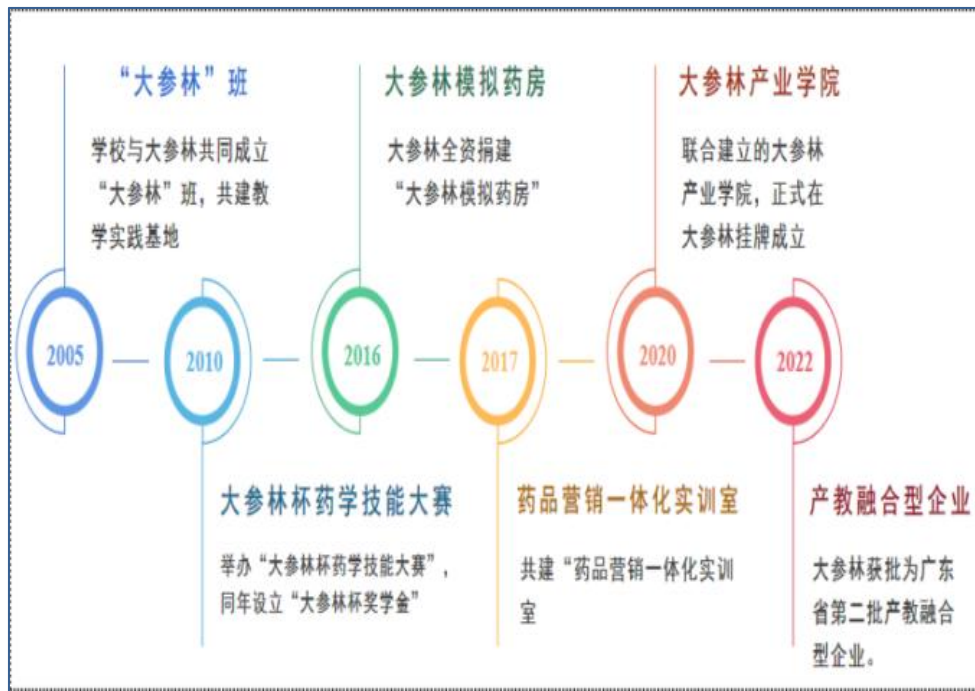 “大参林”班
学校与大参林共同成立
“大参林”班，共建教
学实践基地
大参林模拟药房
大参林全资捐建
“大参林模拟药房”
大参林产业学院
联合建立的大参林
产业学院，正式在
大参林挂牌成立
2005
2010
2016
2017
2020
2022
大参林杯药学技能大赛
举办“大参林杯药学技能大赛”，
同年设立“大参林杯奖学金”
药品营销一体化实训室
共建“药品营销一体化实训
室
产教融合型企业
大参林获批为广东
省第二批产教融合
型企业。